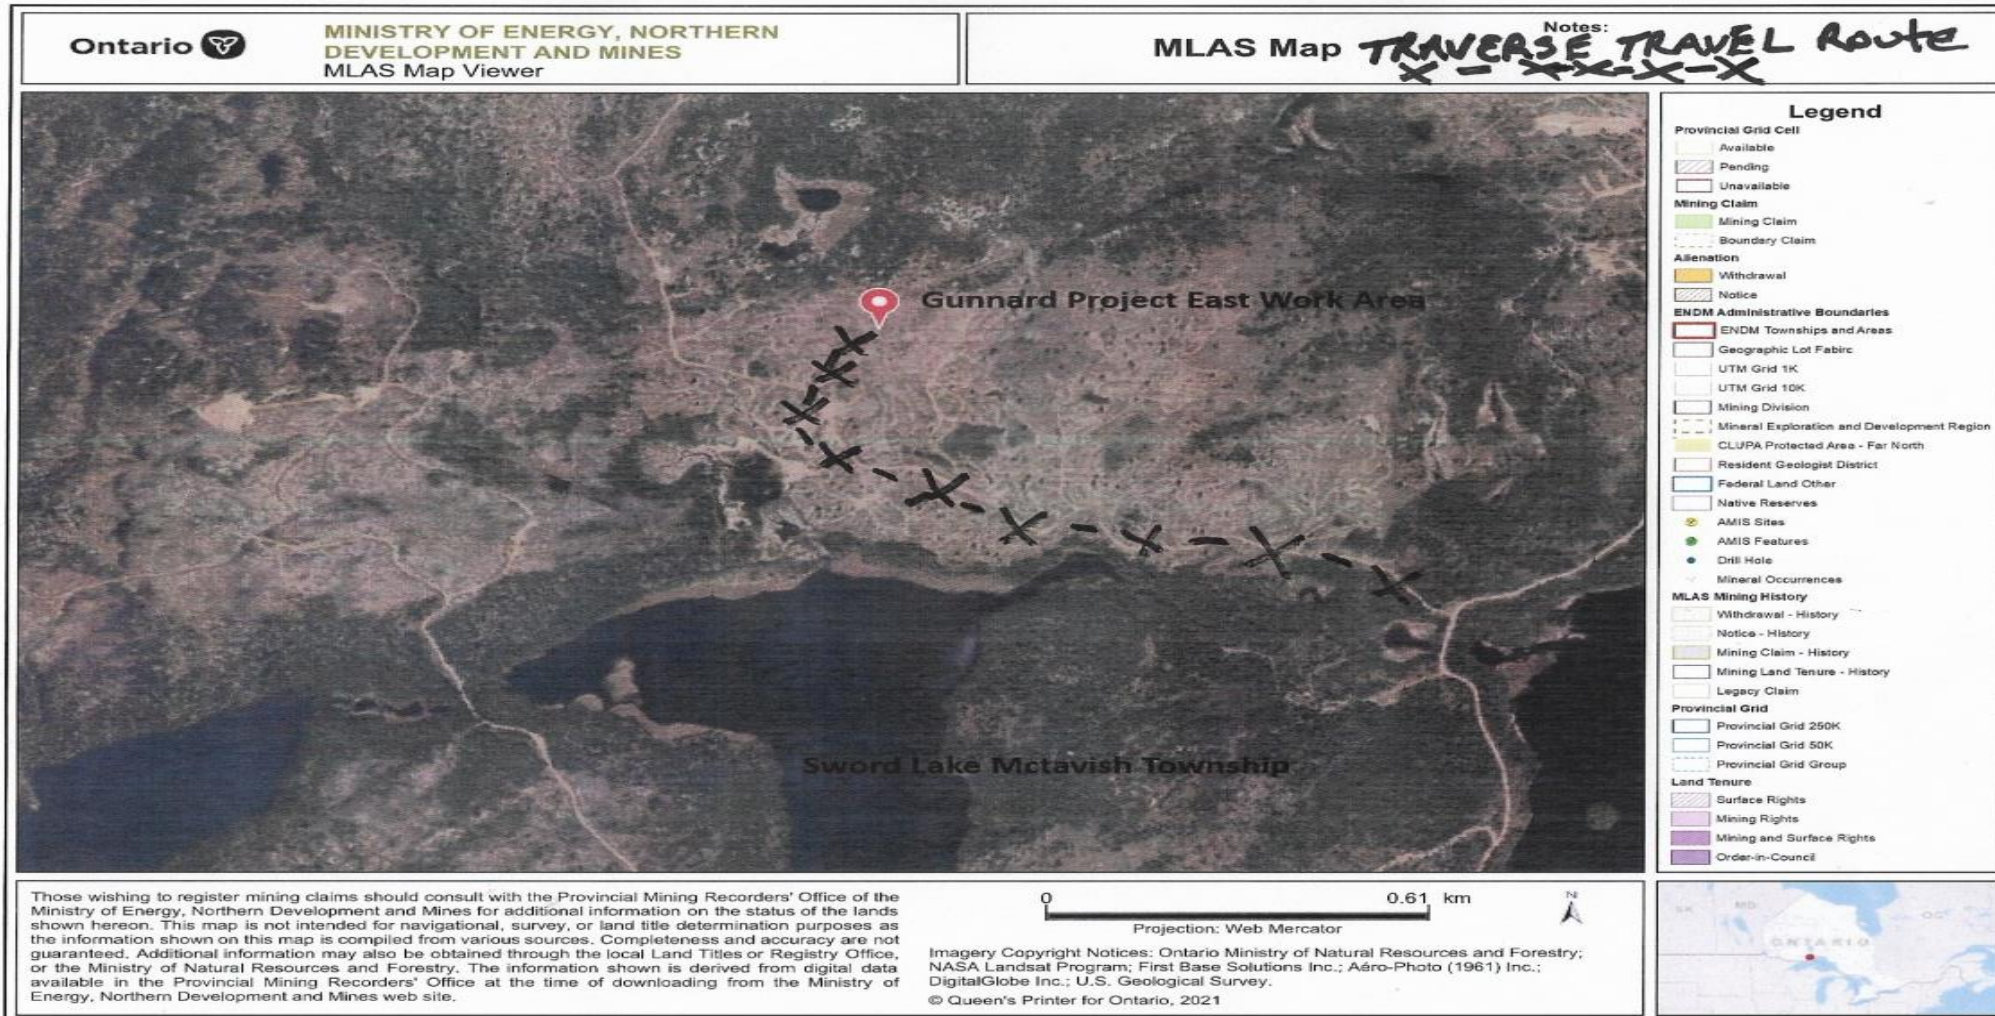 Ontario
MINISTRY OF ENERGY, NORTHERN
DEVELOPMENT AND MINES
MLAS Map Viewer
MLAS Map
Notes:
TRAVERSE TRAVEL Route
X - X-X-X-X
Legend
Provincial Grid Cell
Available
Pending
Unavailable
Mining Claim
Mining Claim
Boundary Claim
Alienation
Withdrawal
Notice
ENDM Administrative Boundaries
ENDM Townships and Areas
Geographic Lot Fabirc
UTM Grid 1K
UTM Grid 10K
Mining Division
Mineral Exploration and Development Region
CLUPA Protected Area - Far North
Resident Geologist District
Federal Land Other
Native Reserves
AMIS Sites
AMIS Features
Drill Hole
Mineral Occurrences
MLAS Mining History
Withdrawal - History
Notice - History
Mining Claim - History
Mining Land Tenure - History
Legacy Claim
Provincial Grid
Provincial Grid 250K
Provincial Grid 50K
Provincial Grid Group
Land Tenure
Surface Rights
Mining Rights
Mining and Surface Rights
Order-in-Council
Gunnard Project East Work Area
Sword Lake Mctavish Township
Those wishing to register mining claims should consult with the Provincial Mining Recorders' Office of the
Ministry of Energy, Northern Development and Mines for additional information on the status of the lands
shown hereon. This map is not intended for navigational, survey, or land title determination purposes as
the information shown on this map is compiled from various sources. Completeness and accuracy are not
guaranteed. Additional information may also be obtained through the local Land Titles or Registry Office,
or the Ministry of Natural Resources and Forestry. The information shown is derived from digital data
available in the Provincial Mining Recorders' Office at the time of downloading from the Ministry of
Energy, Northern Development and Mines web site.
0 0.61 km
Projection: Web Mercator
N
Imagery Copyright Notices: Ontario Ministry of Natural Resources and Forestry;
NASA Landsat Program; First Base Solutions Inc.; Aéro-Photo (1961) Inc.;
DigitalGlobe Inc.; U.S. Geological Survey.
© Queen's Printer for Ontario, 2021
ONTARIO